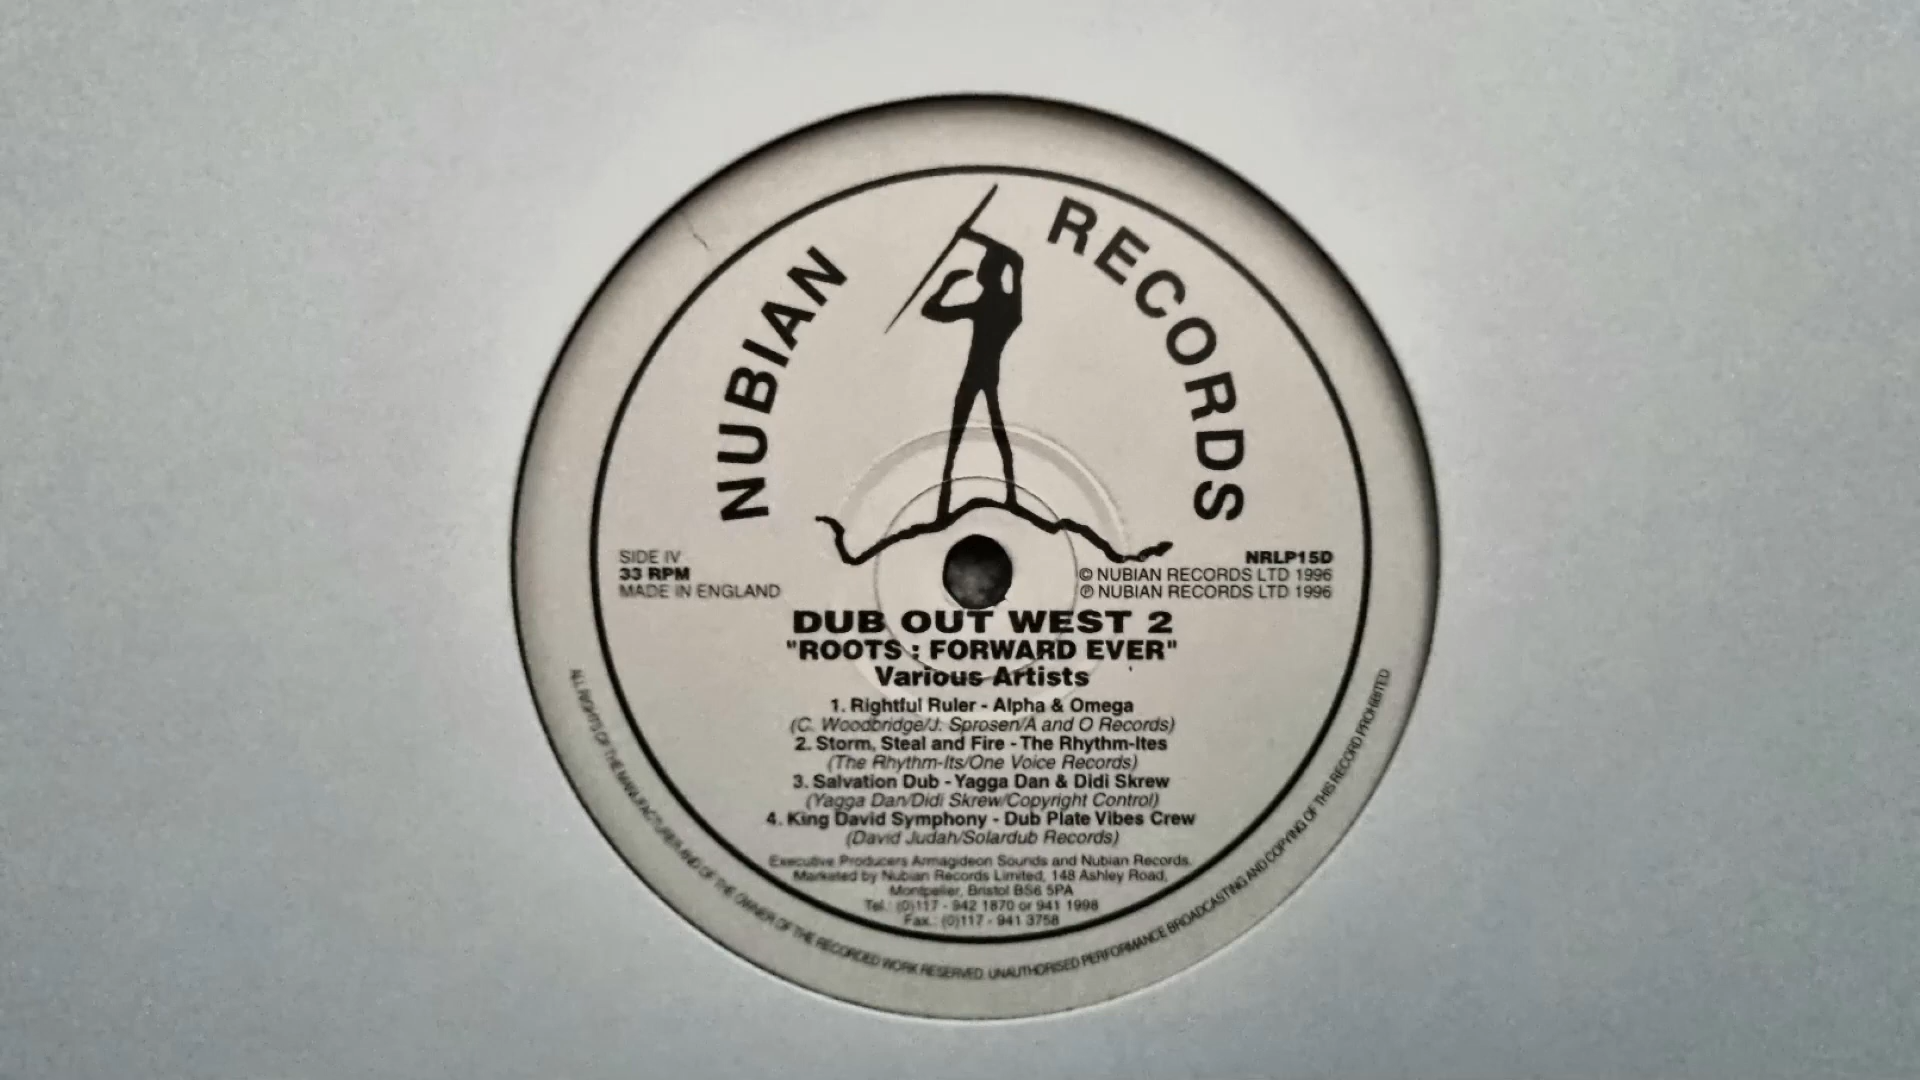 NUBIAN RECORDS
SIDE IV
33 RPM
MADE IN ENGLAND
NRLP15D
© NUBIAN RECORDS LTD 1996
℗ NUBIAN RECORDS LTD 1996
DUB OUT WEST 2
"ROOTS : FORWARD EVER"
Various Artists
1. Rightful Ruler - Alpha & Omega
(C. Woodbridge/J. Sprosen/A and O Records)
2. Storm, Steal and Fire - The Rhythm-Ites
(The Rhythm-Its/One Voice Records)
3. Salvation Dub - Yagga Dan & Didi Skrew
(Yagga Dan/Didi Skrew/Copyright Control)
4. King David Symphony - Dub Plate Vibes Crew
(David Judah/Solardub Records)
Executive Producers Armagideon Sounds and Nubian Records.
Marketed by Nubian Records Limited, 148 Ashley Road,
Montpelier, Bristol BS6 5PA
Tel.: (0)117 - 942 1870 or 941 1998
Fax.: (0)117 - 941 3758
ALL RIGHTS OF THE MANUFACTURER AND OF THE OWNER OF THE RECORDED WORK RESERVED. UNAUTHORISED PERFORMANCE BROADCASTING AND COPYING OF THIS RECORD PROHIBITED